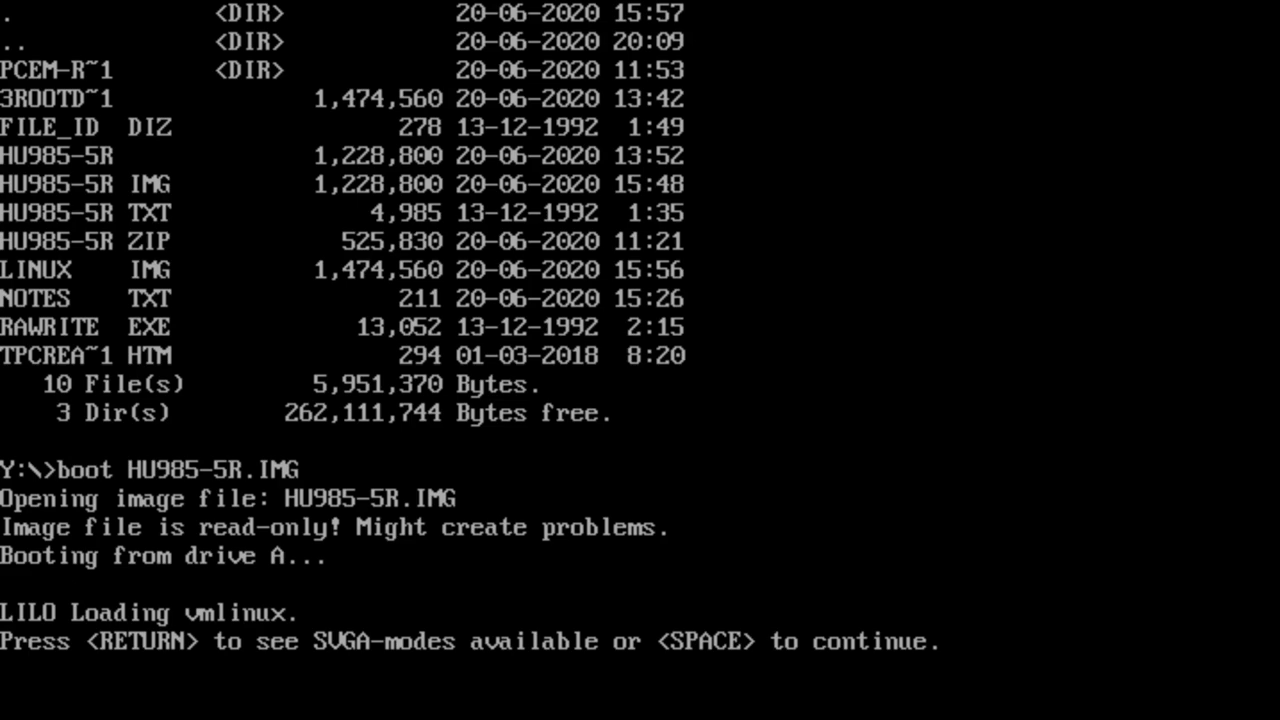 .              <DIR>            20-06-2020 15:57
..             <DIR>            20-06-2020 20:09
PCEM-R~1       <DIR>            20-06-2020 11:53
3ROOTD~1              1,474,560 20-06-2020 13:42
FILE_ID  DIZ                278 13-12-1992  1:49
HU985-5R              1,228,800 20-06-2020 13:52
HU985-5R IMG          1,228,800 20-06-2020 15:48
HU985-5R TXT              4,985 13-12-1992  1:35
HU985-5R ZIP            525,830 20-06-2020 11:21
LINUX    IMG          1,474,560 20-06-2020 15:56
NOTES    TXT                211 20-06-2020 15:26
RAWRITE  EXE             13,052 13-12-1992  2:15
TPCREA~1 HTM                294 01-03-2018  8:20
   10 File(s)         5,951,370 Bytes.
    3 Dir(s)        262,111,744 Bytes free.
Y:\>boot HU985-5R.IMG
Opening image file: HU985-5R.IMG
Image file is read-only! Might create problems.
Booting from drive A...
LILO Loading vmlinux.
Press <RETURN> to see SVGA-modes available or <SPACE> to continue.